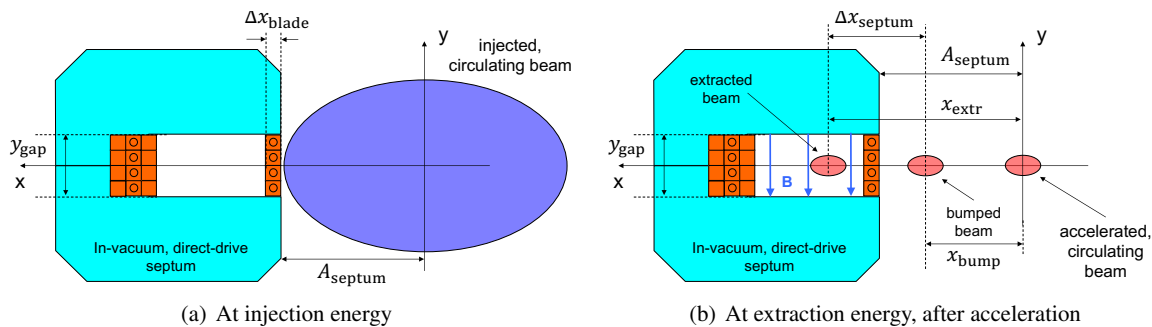 Δx_blade
y
injected,
circulating beam
y_gap
x
In-vacuum, direct-drive
septum
A_septum
(a) At injection energy
Δx_septum
y
A_septum
extracted
beam
x_extr
y_gap
x
B
In-vacuum, direct-drive
septum
bumped
beam
x_bump
accelerated,
circulating
beam
(b) At extraction energy, after acceleration